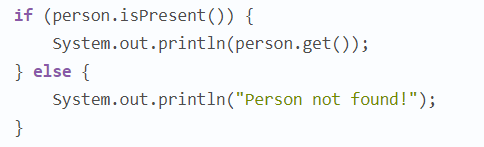 if (person.isPresent()) {
    System.out.println(person.get());
} else {
    System.out.println("Person not found!");
}